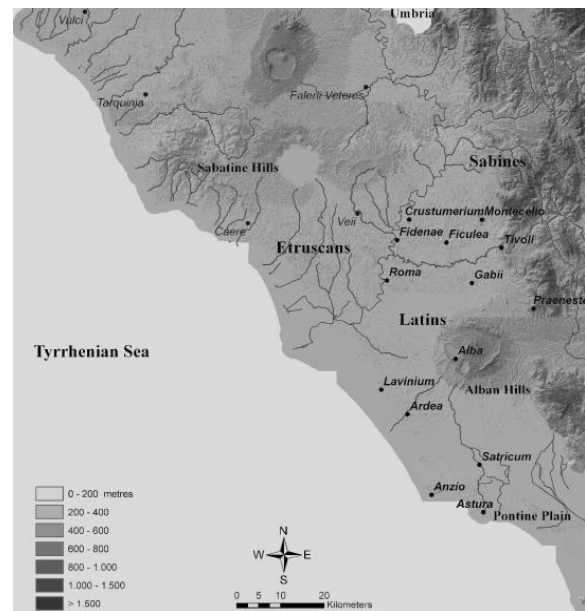 Umbria
Vulci
Falerii Veteres
Tarquinia
Sabines
Sabatine Hills
Crustumerium Montecelio
Veii
Caere
Fidenae
Ficulea
Tivoli
Etruscans
Roma
Gabii
Praeneste
Latins
Tyrrhenian Sea
Alba
Lavinium
Alban Hills
Ardea
Satricum
Anzio
Astura
Pontine Plain
0 - 200 metres
200 - 400
400 - 600
600 - 800
800 - 1.000
1.000 - 1.500
> 1.500
N
W E
S
0 5 10 20
Kilometers